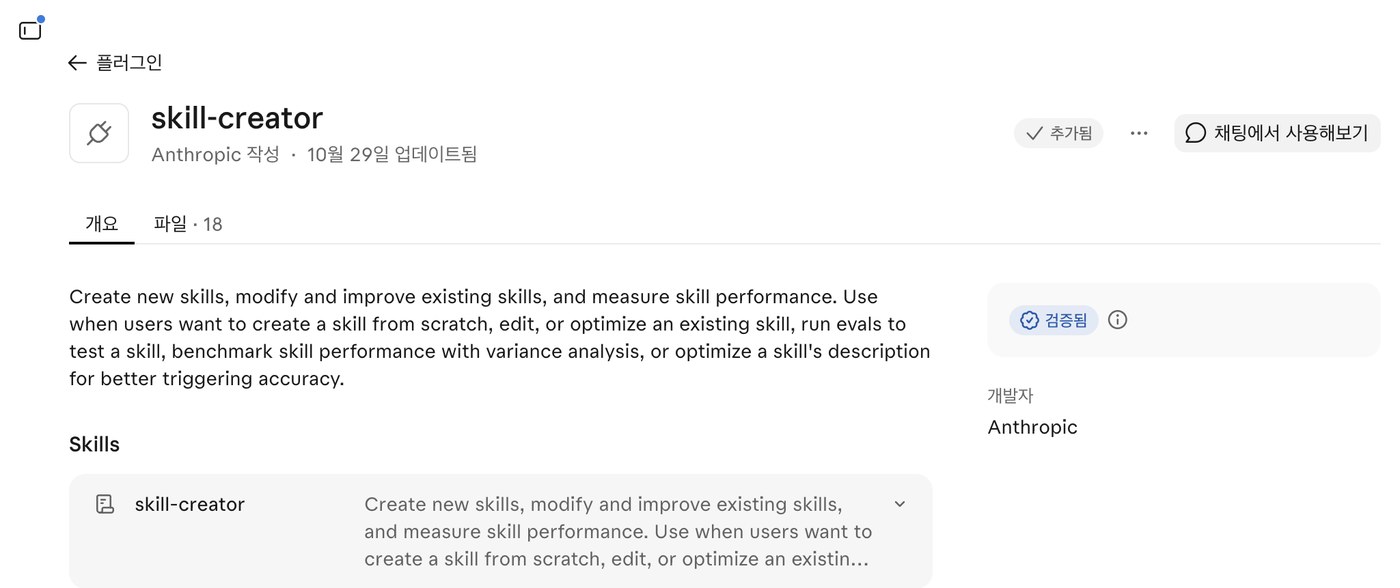 플러그인
skill-creator
Anthropic 작성 · 10월 29일 업데이트됨
추가됨
채팅에서 사용해보기
개요
파일 · 18
Create new skills, modify and improve existing skills, and measure skill performance. Use
when users want to create a skill from scratch, edit, or optimize an existing skill, run evals to
test a skill, benchmark skill performance with variance analysis, or optimize a skill's description
for better triggering accuracy.
검증됨
개발자
Anthropic
Skills
skill-creator
Create new skills, modify and improve existing skills,
and measure skill performance. Use when users want to
create a skill from scratch, edit, or optimize an existin...